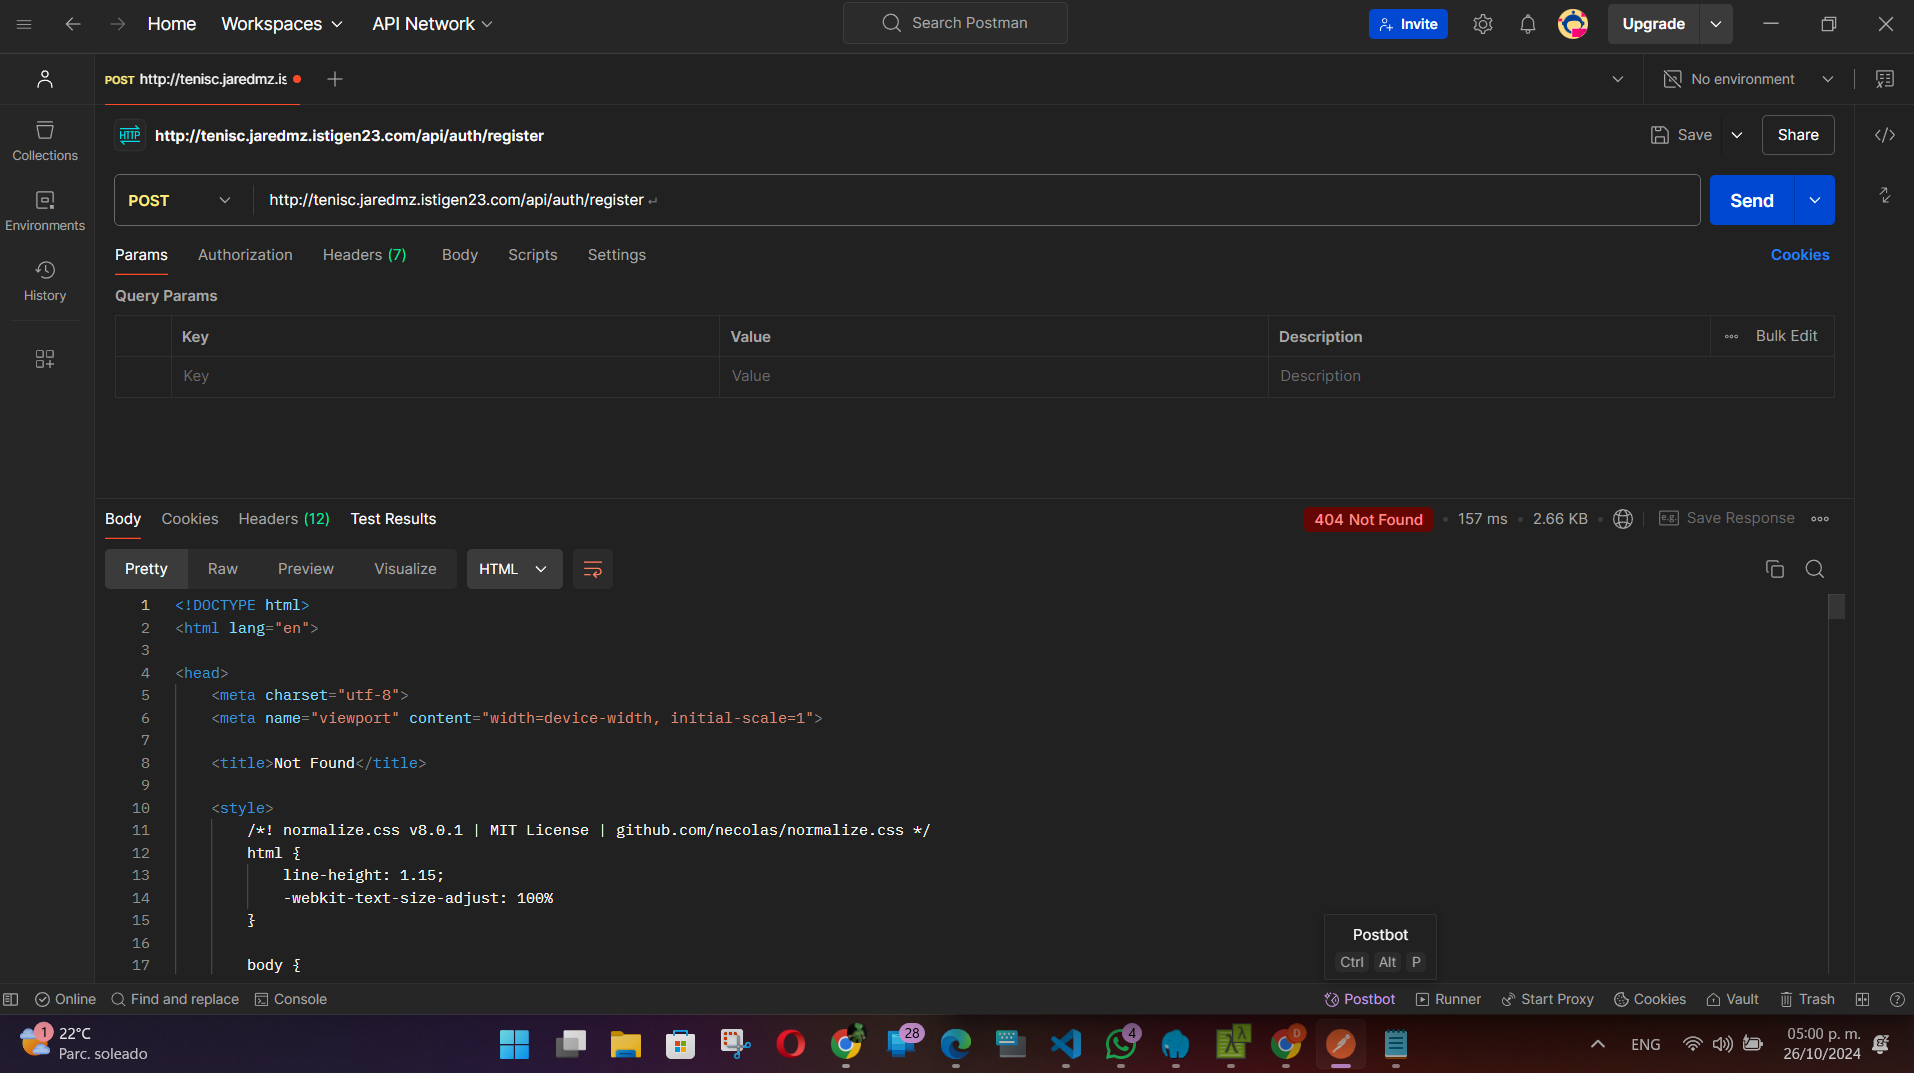 Home Workspaces API Network Search Postman Invite Upgrade
POST http://tenisc.jaredmz.is No environment
http://tenisc.jaredmz.istigen23.com/api/auth/register Save Share
POST http://tenisc.jaredmz.istigen23.com/api/auth/register Send
Collections
Environments
History
Params Authorization Headers (7) Body Scripts Settings Cookies
Query Params
Key Value Description Bulk Edit
Key Value Description
Body Cookies Headers (12) Test Results 404 Not Found 157 ms 2.66 KB e.g. Save Response
Pretty Raw Preview Visualize HTML
1 <!DOCTYPE html>
2 <html lang="en">
3
4 <head>
5 <meta charset="utf-8">
6 <meta name="viewport" content="width=device-width, initial-scale=1">
7
8 <title>Not Found</title>
9
10 <style>
11 /*! normalize.css v8.0.1 | MIT License | github.com/necolas/normalize.css */
12 html {
13 line-height: 1.15;
14 -webkit-text-size-adjust: 100%
15 }
16
17 body {
Postbot
Ctrl Alt P
Online Find and replace Console Postbot Runner Start Proxy Cookies Vault Trash
1 22°C
Parc. soleado
28 4 D
ENG
05:00 p. m.
26/10/2024